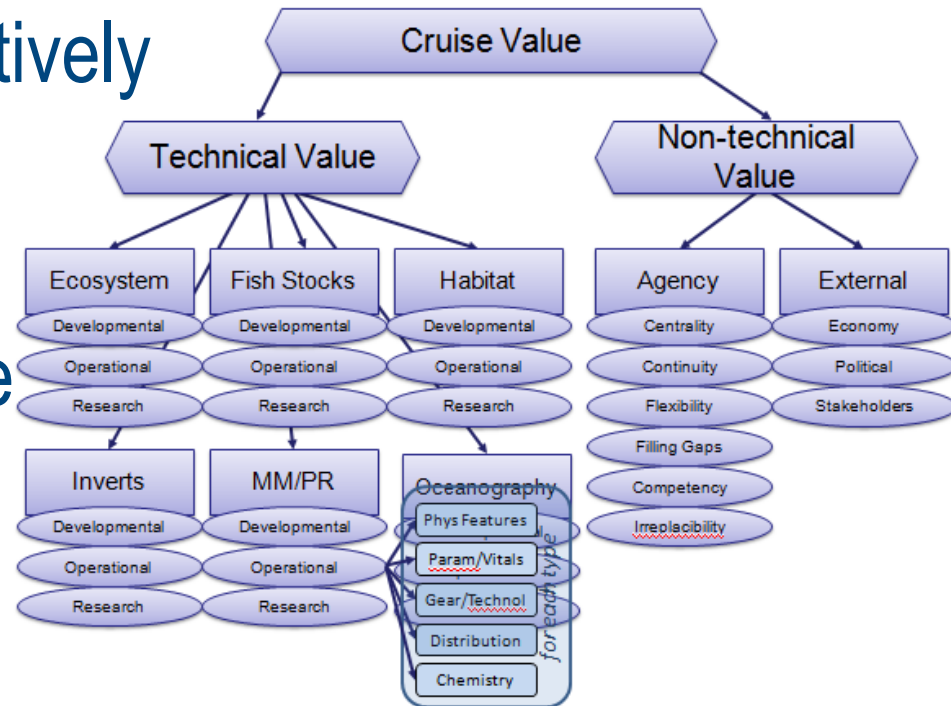 tively
Cruise Value
Technical Value
Non-technical
Value
Ecosystem
Fish Stocks
Habitat
Agency
External
Developmental
Developmental
Developmental
Centrality
Economy
Operational
Operational
Operational
Continuity
Political
e
Research
Research
Research
Flexibility
Stakeholders
Filling Gaps
Inverts
MM/PR
Oceanography
Competency
Developmental
Developmental
Phys Features
Irreplacibility
Operational
Operational
Param/Vitals
Research
Research
Gear/Technol
Distribution
Chemistry
for each type